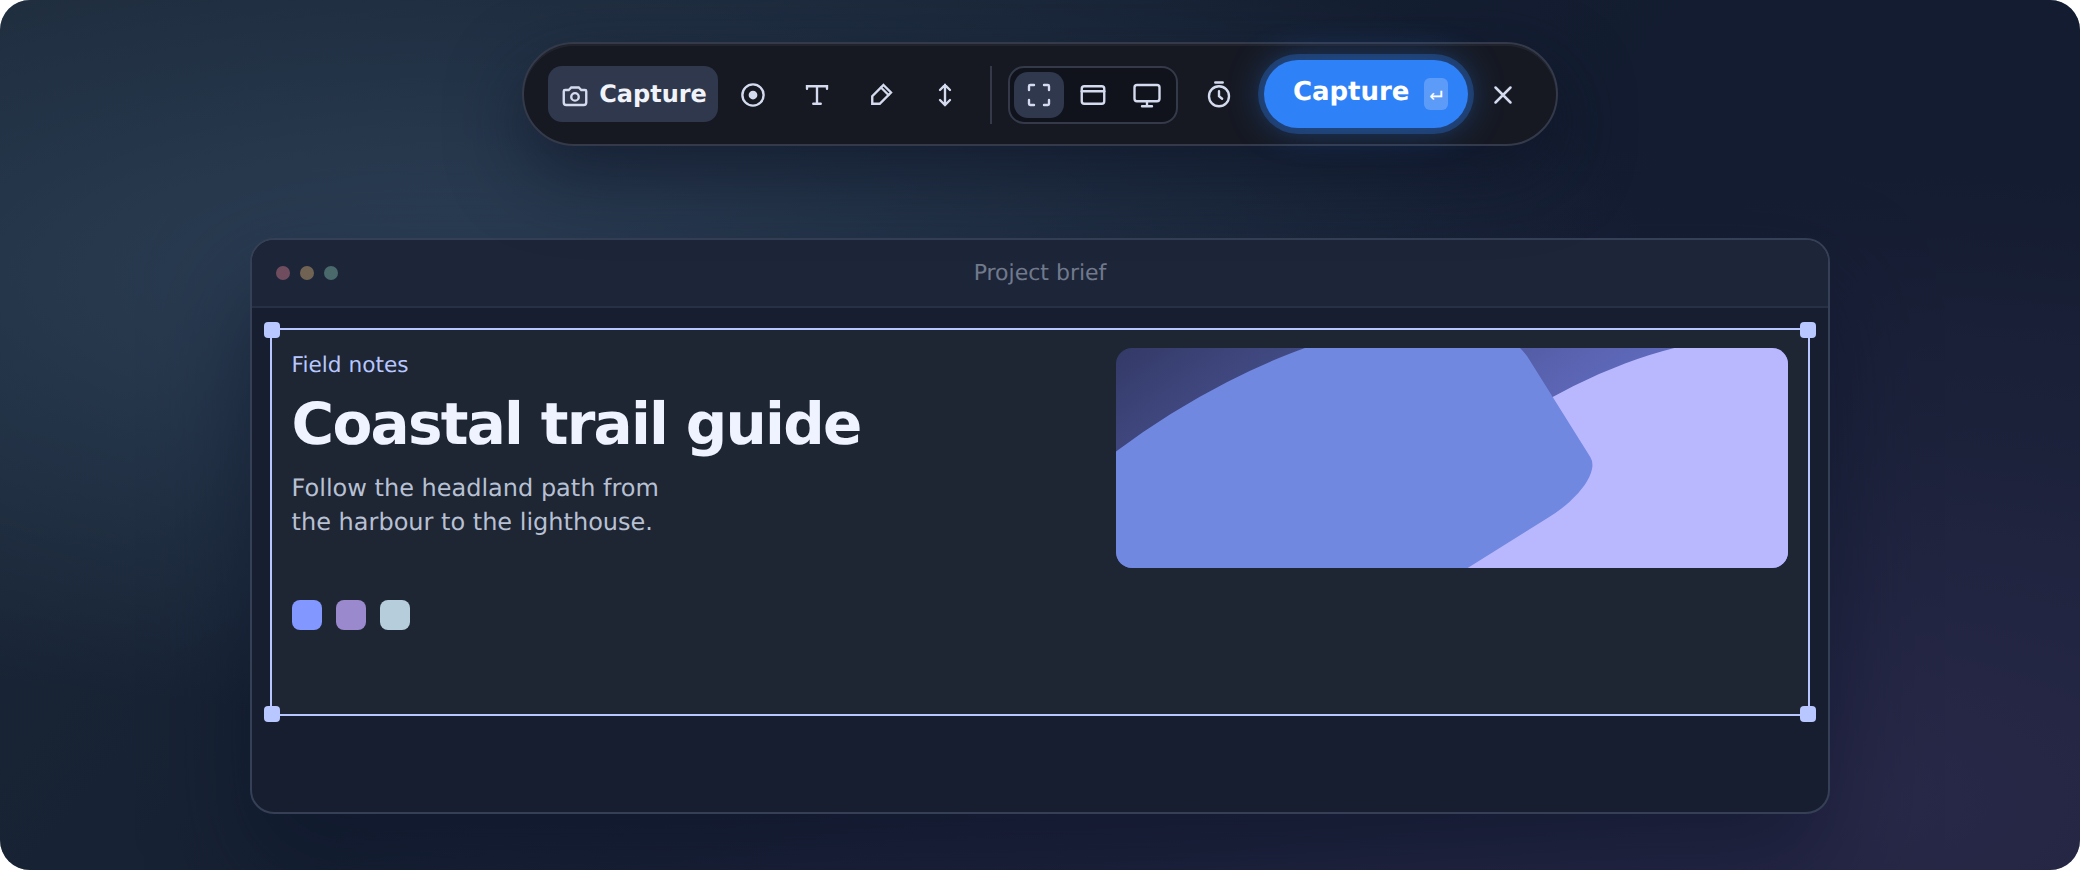 Capture
Capture
Project brief
Field notes
Coastal trail guide
Follow the headland path from
the harbour to the lighthouse.